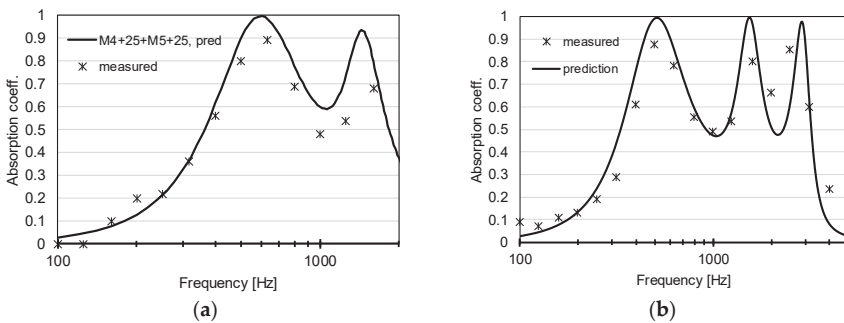 Absorption coeff.
1
0.9
0.8
0.7
0.6
0.5
0.4
0.3
0.2
0.1
0
M4+25+M5+25, pred
measured
100
1000
Frequency [Hz]
(a)
Absorption coeff.
1
0.9
0.8
0.7
0.6
0.5
0.4
0.3
0.2
0.1
0
measured
prediction
100
1000
Frequency [Hz]
(b)